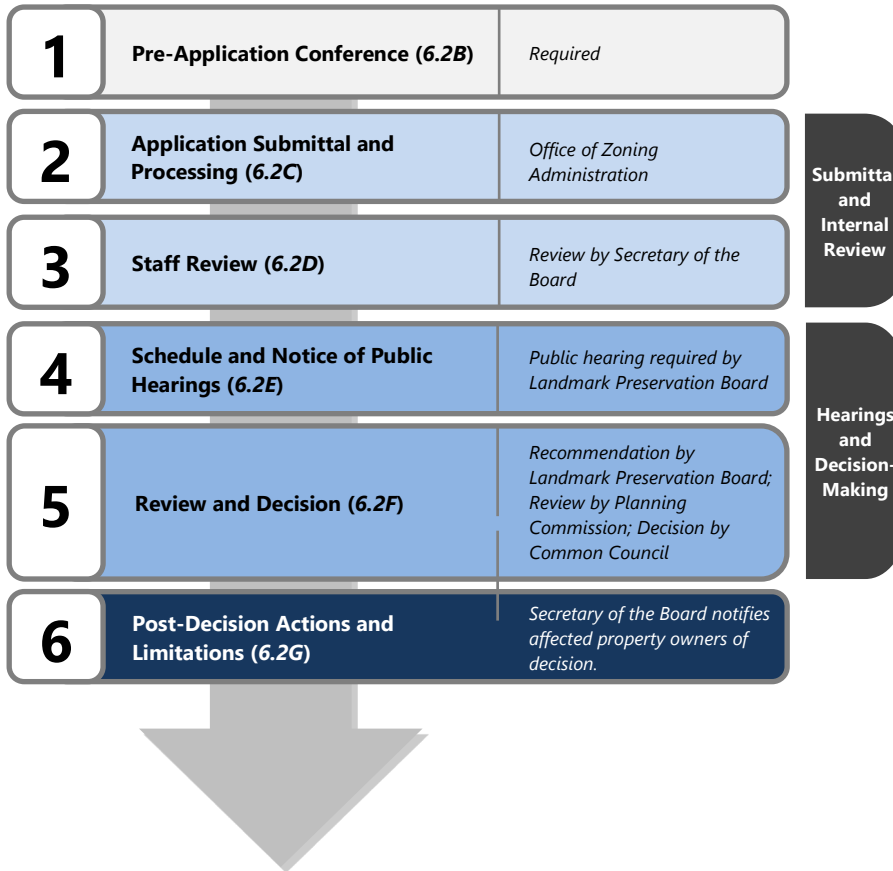 1
Pre-Application Conference (6.2B)
Required
2
Application Submittal and
Processing (6.2C)
Office of Zoning
Administration
3
Staff Review (6.2D)
Review by Secretary of the
Board
Submitta
and
Internal
Review
4
Schedule and Notice of Public
Hearings (6.2E)
Public hearing required by
Landmark Preservation Board
5
Review and Decision (6.2F)
Recommendation by
Landmark Preservation Board;
Review by Planning
Commission; Decision by
Common Council
Hearings
and
Decision-
Making
6
Post-Decision Actions and
Limitations (6.2G)
Secretary of the Board notifies
affected property owners of
decision.